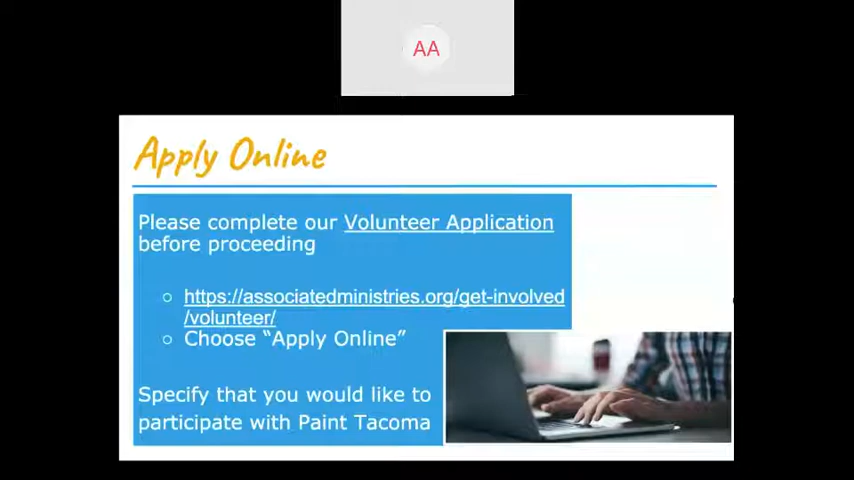 AA
Apply Online
Please complete our Volunteer Application
before proceeding
○ https://associatedministries.org/get-involved
/volunteer/
○ Choose “Apply Online”
Specify that you would like to
participate with Paint Tacoma